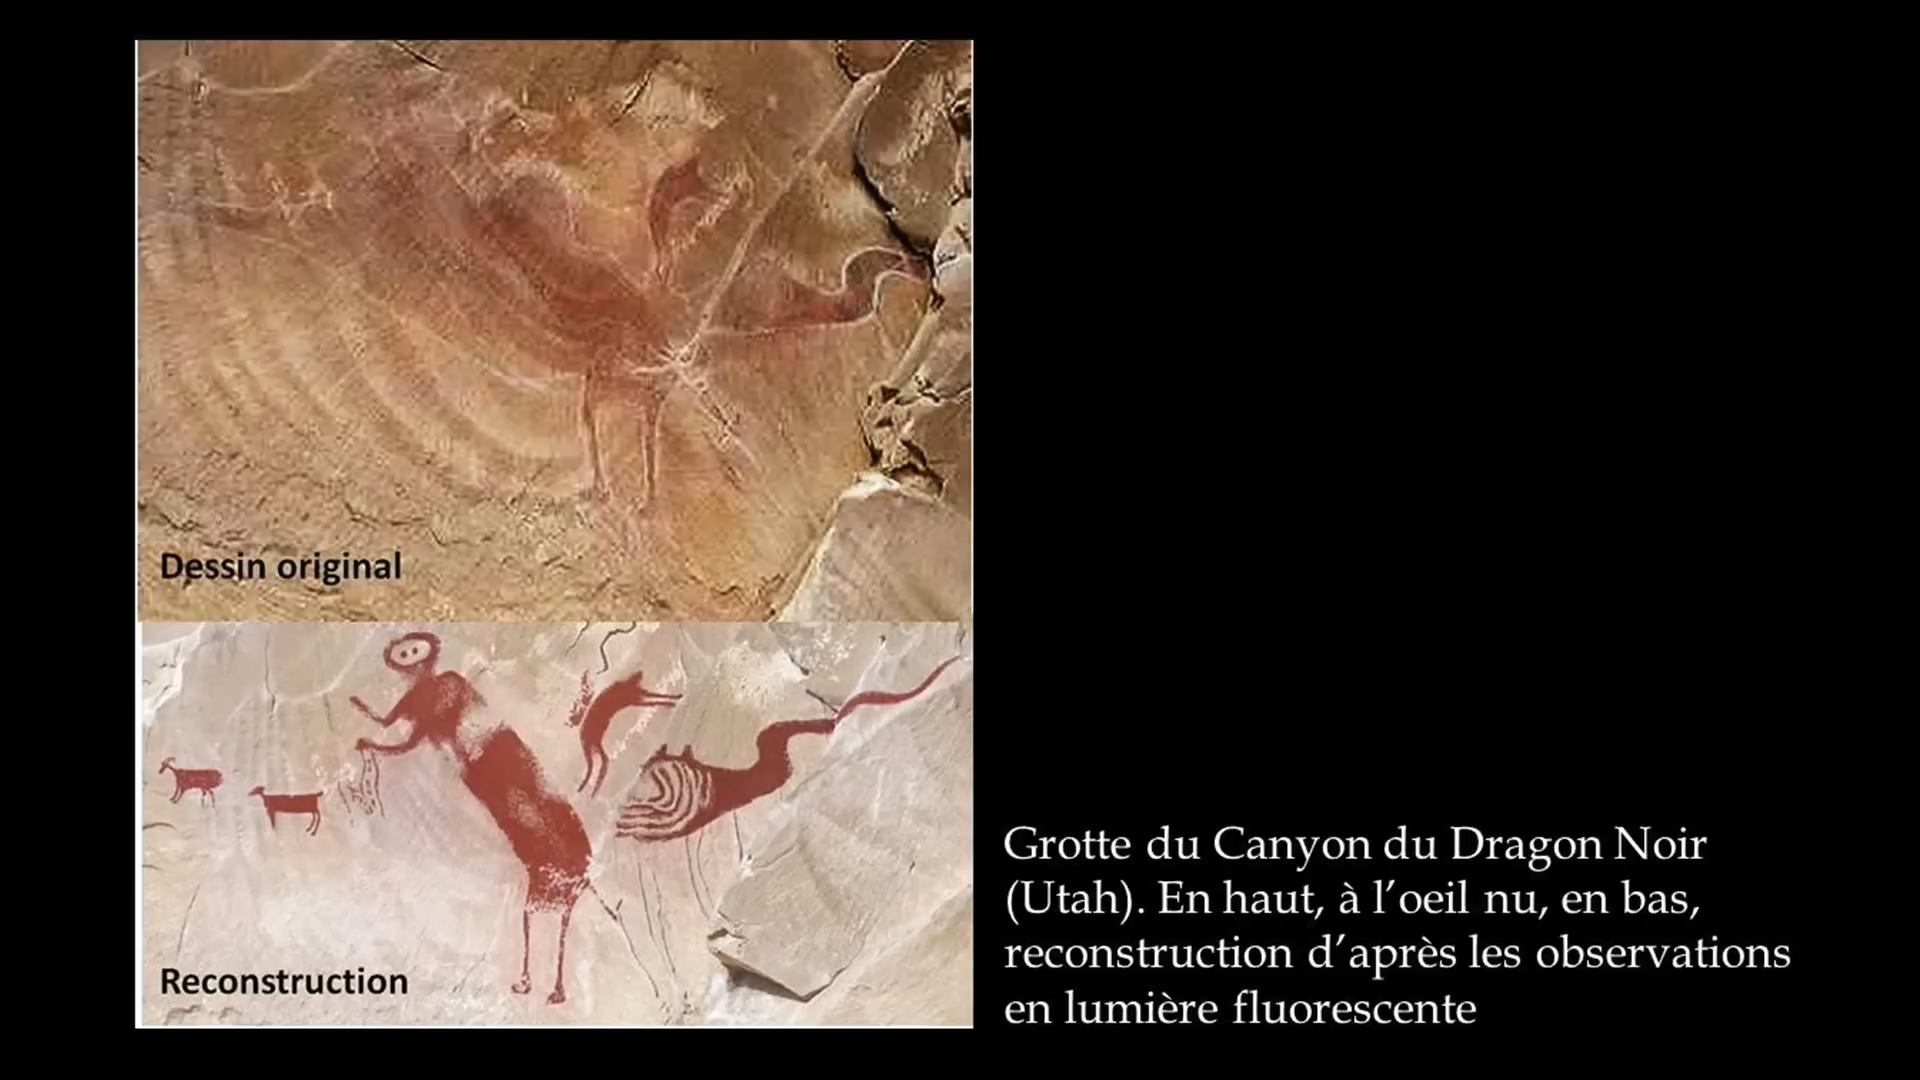 Dessin original
Reconstruction
Grotte du Canyon du Dragon Noir
(Utah). En haut, à l’oeil nu, en bas,
reconstruction d’après les observations
en lumière fluorescente